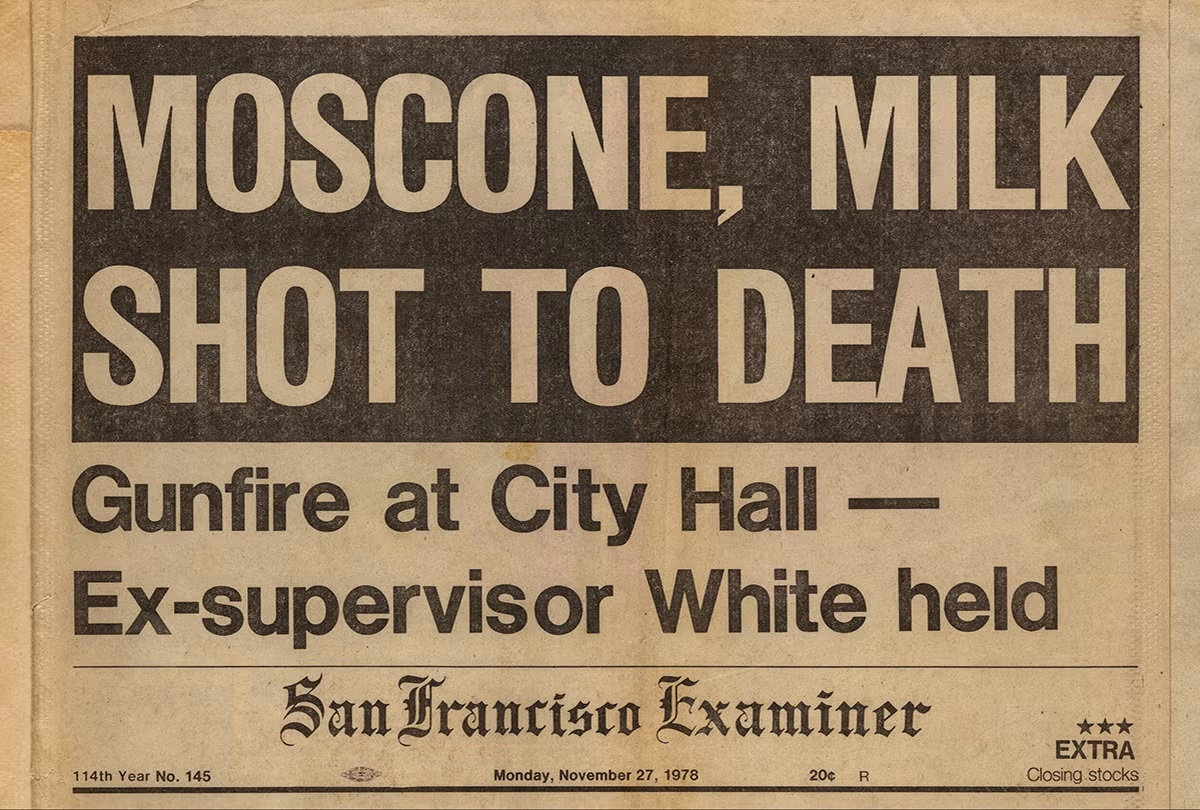 MOSCONE, MILK
SHOT TO DEATH
Gunfire at City Hall —
Ex-supervisor White held
San Francisco Examiner
★★★
EXTRA
114th Year No. 145 Monday, November 27, 1978 20¢ R Closing stocks